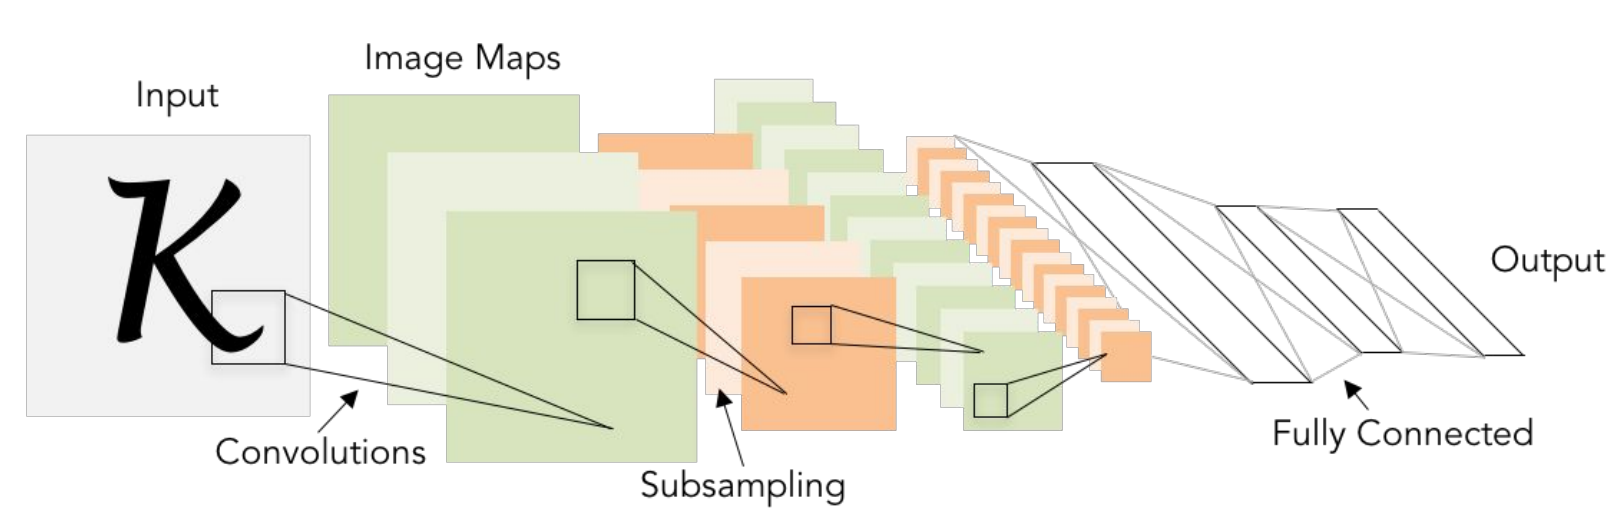 Image Maps
Input
K
Output
Convolutions
Fully Connected
Subsampling